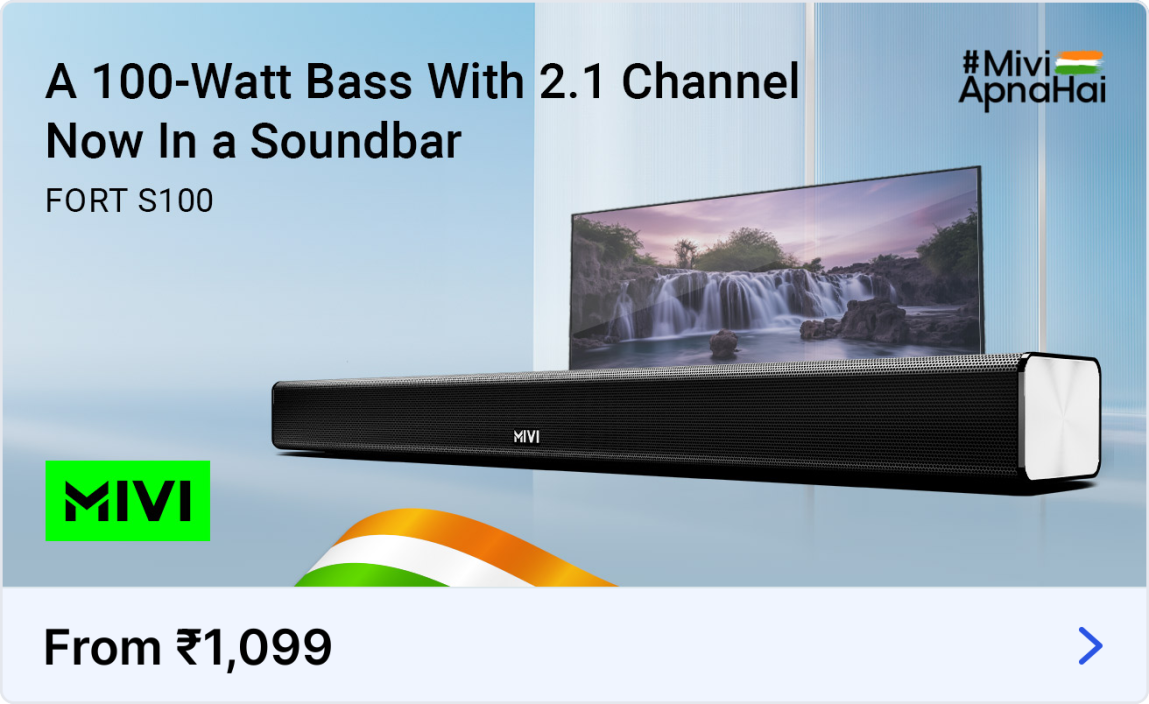 A 100-Watt Bass With 2.1 Channel
Now In a Soundbar
FORT S100
#Mivi
ApnaHai
MIVI
MIVI
From ₹1,099